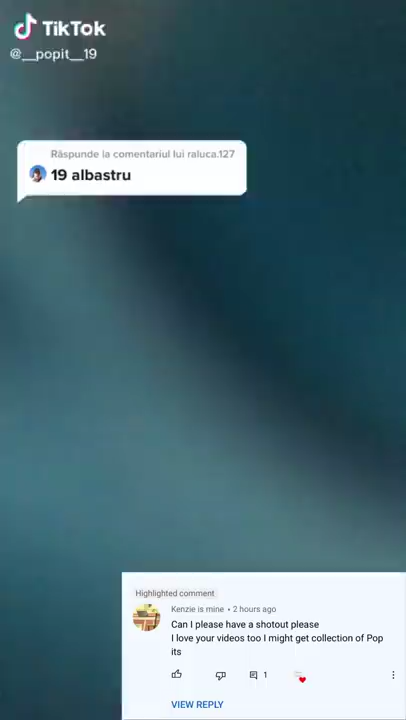 TikTok
@__popit__19
Răspunde la comentariul lui raluca.127
19 albastru
Highlighted comment
Kenzie is mine • 2 hours ago
Can I please have a shotout please
I love your videos too I might get collection of Pop
its
1
VIEW REPLY